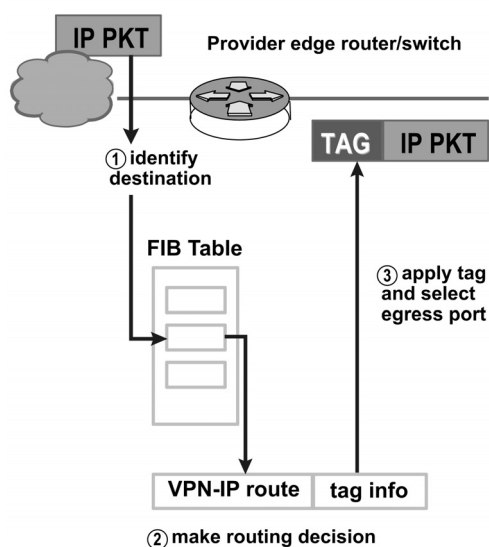 IP PKT
Provider edge router/switch
TAG IP PKT
① identify
destination
FIB Table
③ apply tag
and select
egress port
VPN-IP route tag info
② make routing decision